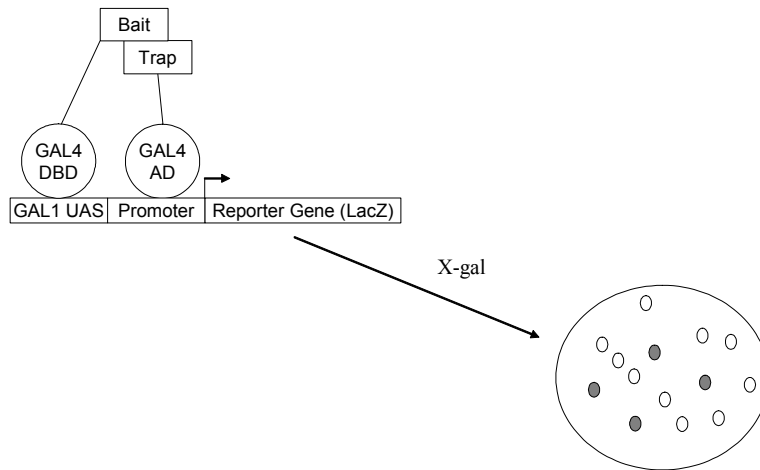 Bait
Trap
GAL4
DBD
GAL4
AD
GAL1 UAS
Promoter
Reporter Gene (LacZ)
X-gal